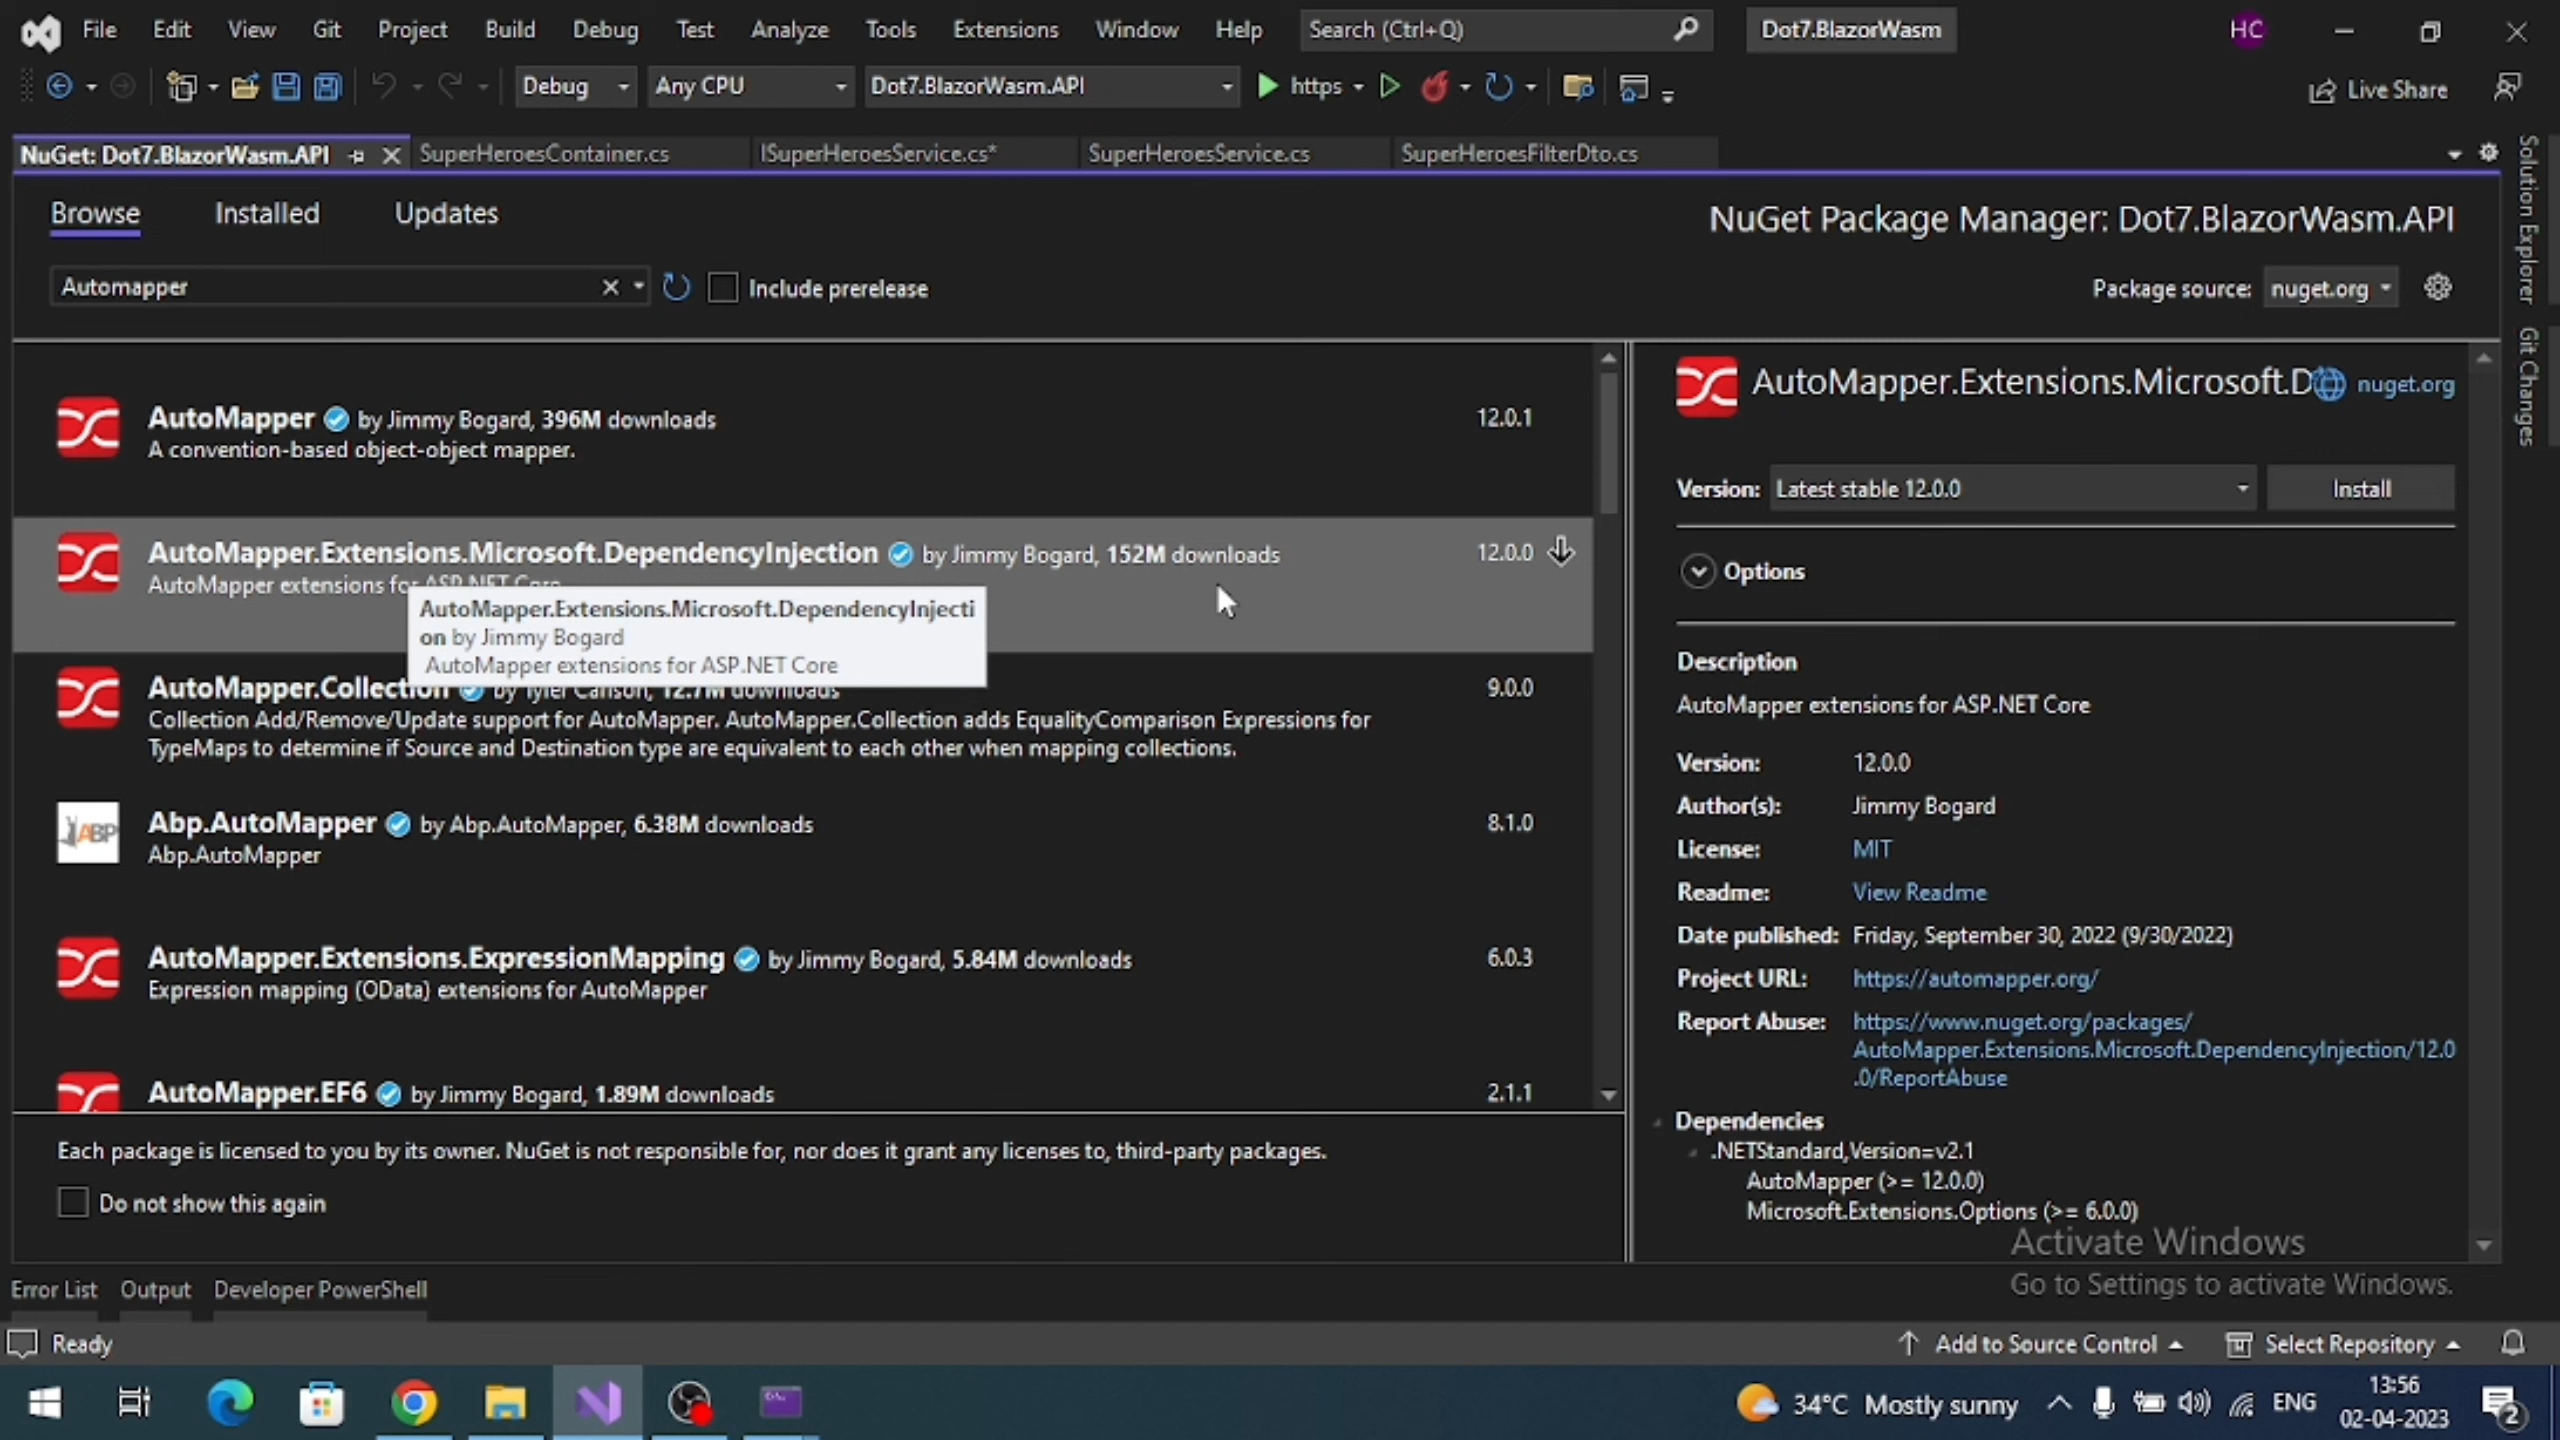 File Edit View Git Project Build Debug Test Analyze Tools Extensions Window Help Search (Ctrl+Q) Dot7.BlazorWasm HC
Debug Any CPU Dot7.BlazorWasm.API https Live Share
NuGet: Dot7.BlazorWasm.API SuperHeroesContainer.cs ISuperHeroesService.cs* SuperHeroesService.cs SuperHeroesFilterDto.cs
Solution Explorer
Git Changes
Browse Installed Updates
NuGet Package Manager: Dot7.BlazorWasm.API
Automapper Include prerelease
Package source: nuget.org
AutoMapper by Jimmy Bogard, 396M downloads 12.0.1
A convention-based object-object mapper.
AutoMapper.Extensions.Microsoft.DependencyInjection by Jimmy Bogard, 152M downloads 12.0.0
AutoMapper extensions for ASP.NET Core
AutoMapper.Extensions.Microsoft.DependencyInjecti
on by Jimmy Bogard
AutoMapper extensions for ASP.NET Core
AutoMapper.Collection by Tyler Carlson, 12.7M downloads 9.0.0
Collection Add/Remove/Update support for AutoMapper. AutoMapper.Collection adds EqualityComparison Expressions for
TypeMaps to determine if Source and Destination type are equivalent to each other when mapping collections.
Abp.AutoMapper by Abp.AutoMapper, 6.38M downloads 8.1.0
Abp.AutoMapper
ABP
AutoMapper.Extensions.ExpressionMapping by Jimmy Bogard, 5.84M downloads 6.0.3
Expression mapping (OData) extensions for AutoMapper
AutoMapper.EF6 by Jimmy Bogard, 1.89M downloads 2.1.1
Each package is licensed to you by its owner. NuGet is not responsible for, nor does it grant any licenses to, third-party packages.
Do not show this again
AutoMapper.Extensions.Microsoft.D nuget.org
Version: Latest stable 12.0.0 Install
Options
Description
AutoMapper extensions for ASP.NET Core
Version: 12.0.0
Author(s): Jimmy Bogard
License: MIT
Readme: View Readme
Date published: Friday, September 30, 2022 (9/30/2022)
Project URL: https://automapper.org/
Report Abuse: https://www.nuget.org/packages/
AutoMapper.Extensions.Microsoft.DependencyInjection/12.0
.0/ReportAbuse
Dependencies
.NETStandard,Version=v2.1
AutoMapper (>= 12.0.0)
Microsoft.Extensions.Options (>= 6.0.0)
Activate Windows
Go to Settings to activate Windows.
Error List Output Developer PowerShell
Ready Add to Source Control Select Repository
34°C Mostly sunny ENG 13:56
02-04-2023 2